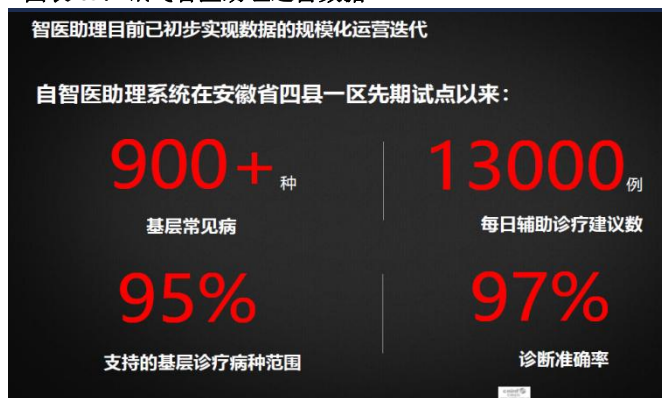 智医助理目前已初步实现数据的规模化运营迭代
自智医助理系统在安徽省四县一区先期试点以来：
900+种
基层常见病
13000例
每日辅助诊疗建议数
95%
支持的基层诊疗病种范围
97%
诊断准确率